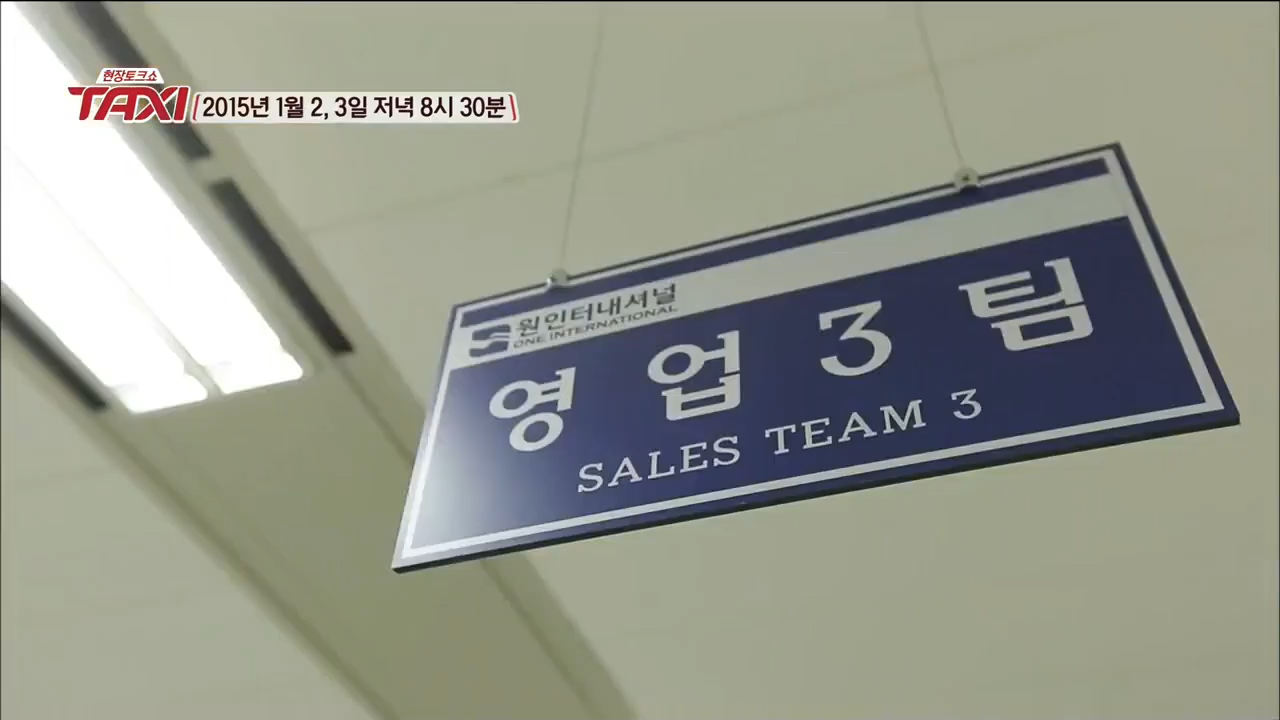 현장토크쇼
TAXI
2015년 1월 2, 3일 저녁 8시 30분
원인터내셔널
ONE INTERNATIONAL
영업3팀
SALES TEAM 3